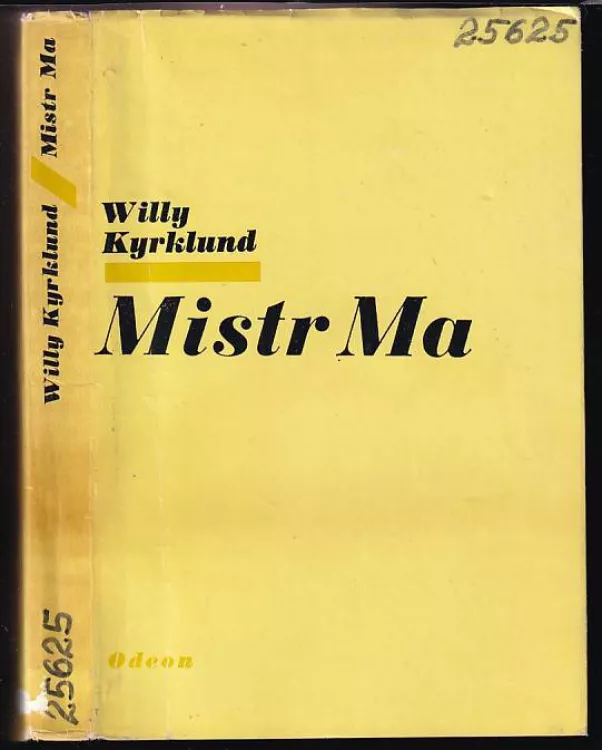 25625
Willy
Kyrklund
Mistr Ma
Odeon
Willy Kyrklund / Mistr Ma
25625